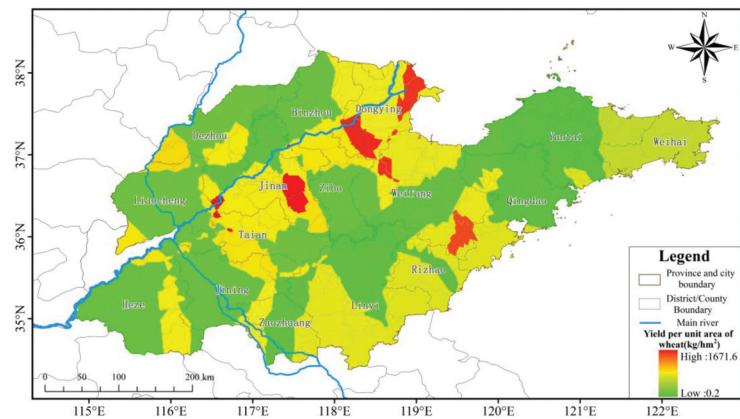 N
W E
S
38°N
37°N
36°N
35°N
Binzhou
Dongying
Dezhou
Yantai
Weihai
Jinan
Zibo
Weifang
Liaocheng
Qingdao
Taian
Rizhao
Heze
Jining
Linyi
Zaozhuang
Legend
Province and city
boundary
District/County
Boundary
Main river
Yield per unit area of
wheat(kg/hm²)
High :1671.6
Low :0.2
0 50 100 200 km
115°E 116°E 117°E 118°E 119°E 120°E 121°E 122°E